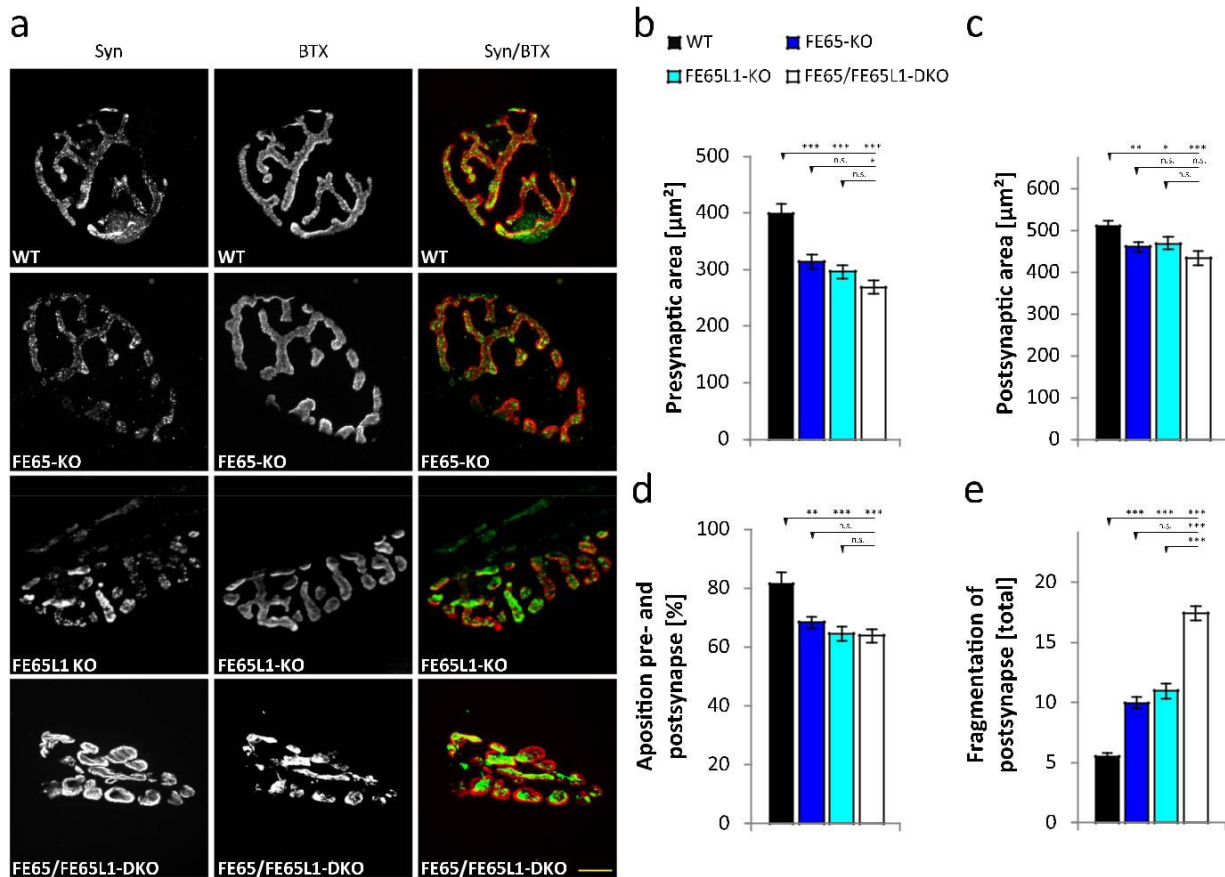 a
Syn
BTX
Syn/BTX
WT
WT
WT
FE65-KO
FE65-KO
FE65-KO
FE65L1 KO
FE65L1-KO
FE65L1-KO
FE65/FE65L1-DKO
FE65/FE65L1-DKO
FE65/FE65L1-DKO
b
WT
FE65-KO
FE65L1-KO
FE65/FE65L1-DKO
*** *** ***
n.s. *
n.s.
500
400
300
200
100
0
Presynaptic area [µm²]
c
** * ***
n.s. n.s.
n.s.
600
500
400
300
200
100
0
Postsynaptic area [µm²]
d
** *** ***
n.s.
n.s.
100
80
60
40
20
0
Aposition pre- and
postsynapse [%]
e
*** *** ***
n.s. ***
***
20
15
10
5
0
Fragmentation of
postsynapse [total]